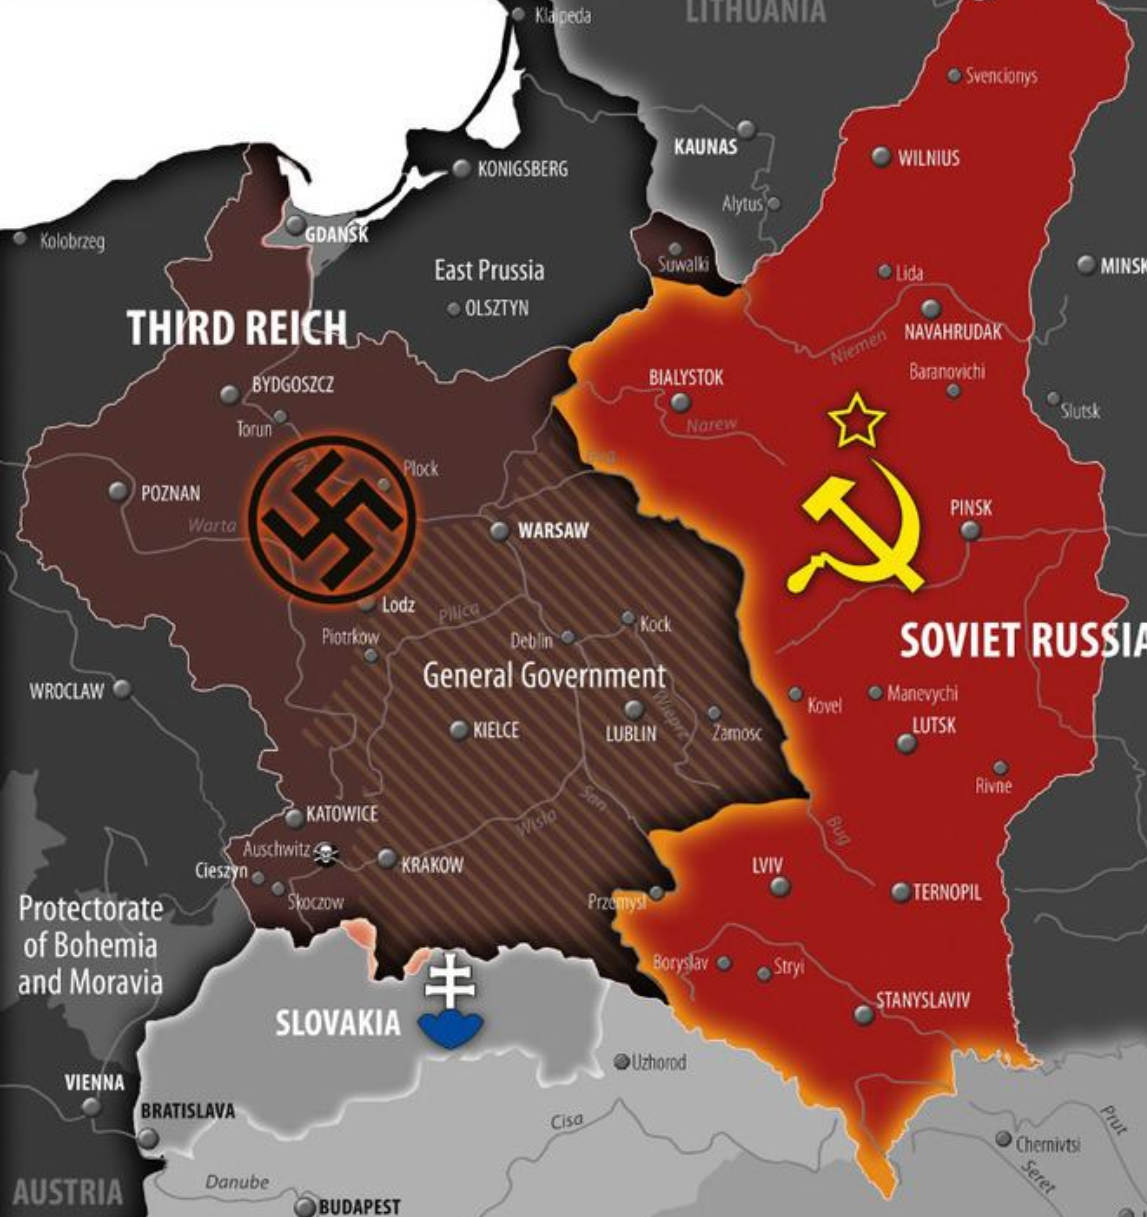 LITHUANIA
Klaipeda
Svencionys
KAUNAS
WILNIUS
KONIGSBERG
Alytus
GDANSK
Kolobrzeg
Suwalki
East Prussia
Lida
MINSK
OLSZTYN
THIRD REICH
NAVAHRUDAK
Niemen
BIALYSTOK
Baranovichi
BYDGOSZCZ
Slutsk
Torun
Narew
Plock
Bug
POZNAN
PINSK
Warta
WARSAW
Lodz
Pilica
Kock
Piotrkow
Deblin
SOVIET RUSSIA
General Government
WROCLAW
Kovel
Manevychi
Wieprz
KIELCE
LUBLIN
Zamosc
LUTSK
Rivne
San
KATOWICE
Wisla
Bug
Auschwitz
KRAKOW
LVIV
Cieszyn
TERNOPIL
Skoczow
Przemysl
Protectorate
of Bohemia
and Moravia
Boryslav
Stryi
STANYSLAVIV
SLOVAKIA
Uzhorod
VIENNA
BRATISLAVA
Cisa
Prut
Chernivtsi
Seret
Danube
AUSTRIA
BUDAPEST